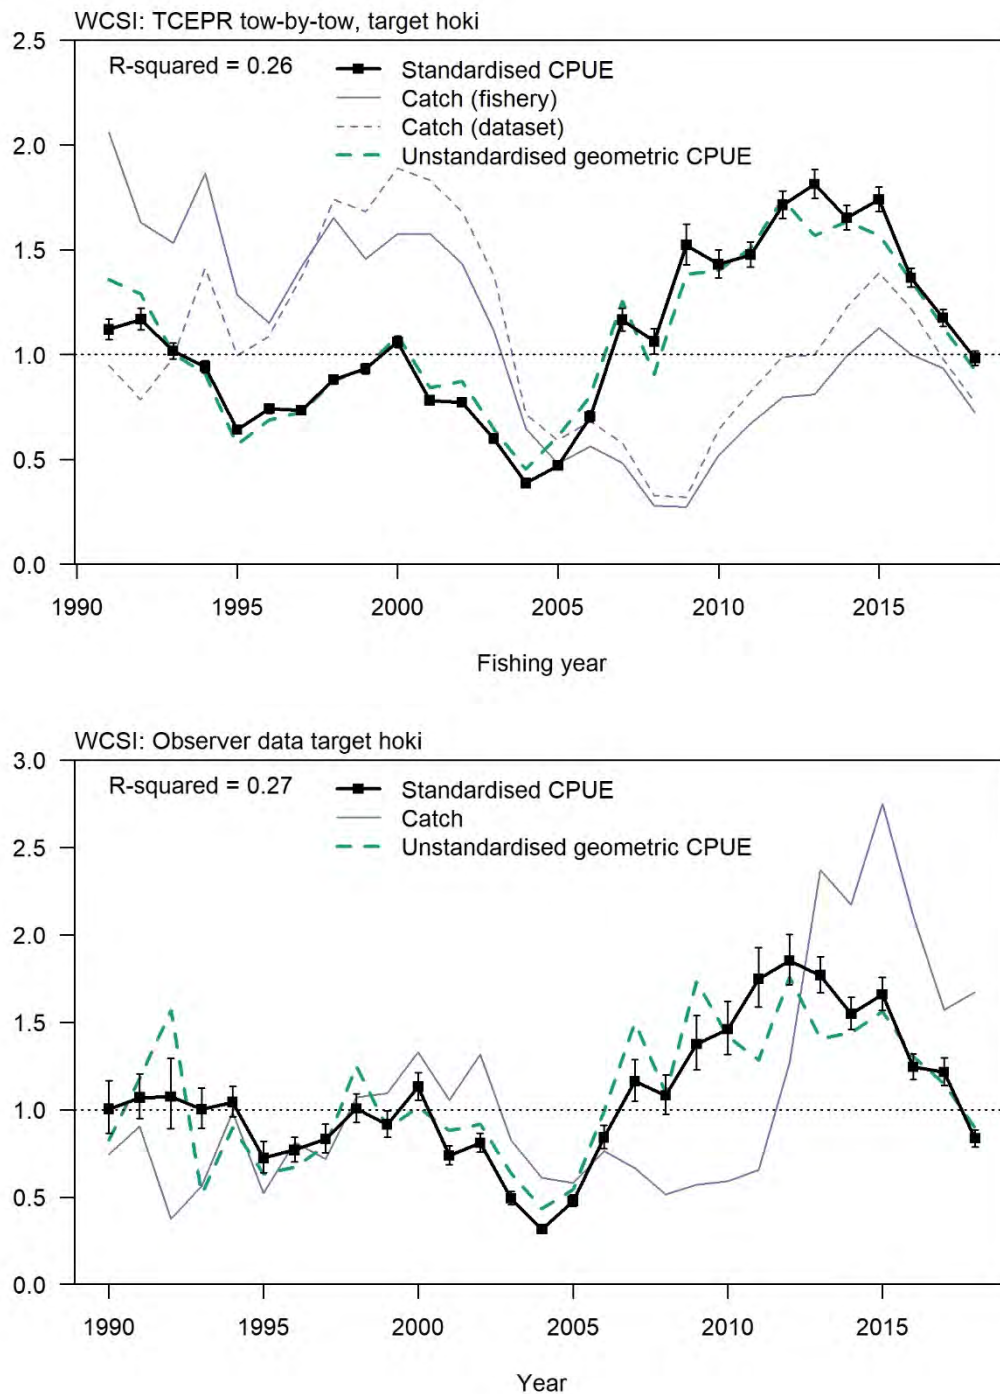 WCSI: TCEPR tow-by-tow, target hoki
2.5
R-squared = 0.26
Standardised CPUE
Catch (fishery)
Catch (dataset)
Unstandardised geometric CPUE
2.0
1.5
1.0
0.5
0.0
1990 1995 2000 2005 2010 2015
Fishing year
WCSI: Observer data target hoki
3.0
R-squared = 0.27
Standardised CPUE
Catch
Unstandardised geometric CPUE
2.5
2.0
1.5
1.0
0.5
0.0
1990 1995 2000 2005 2010 2015
Year